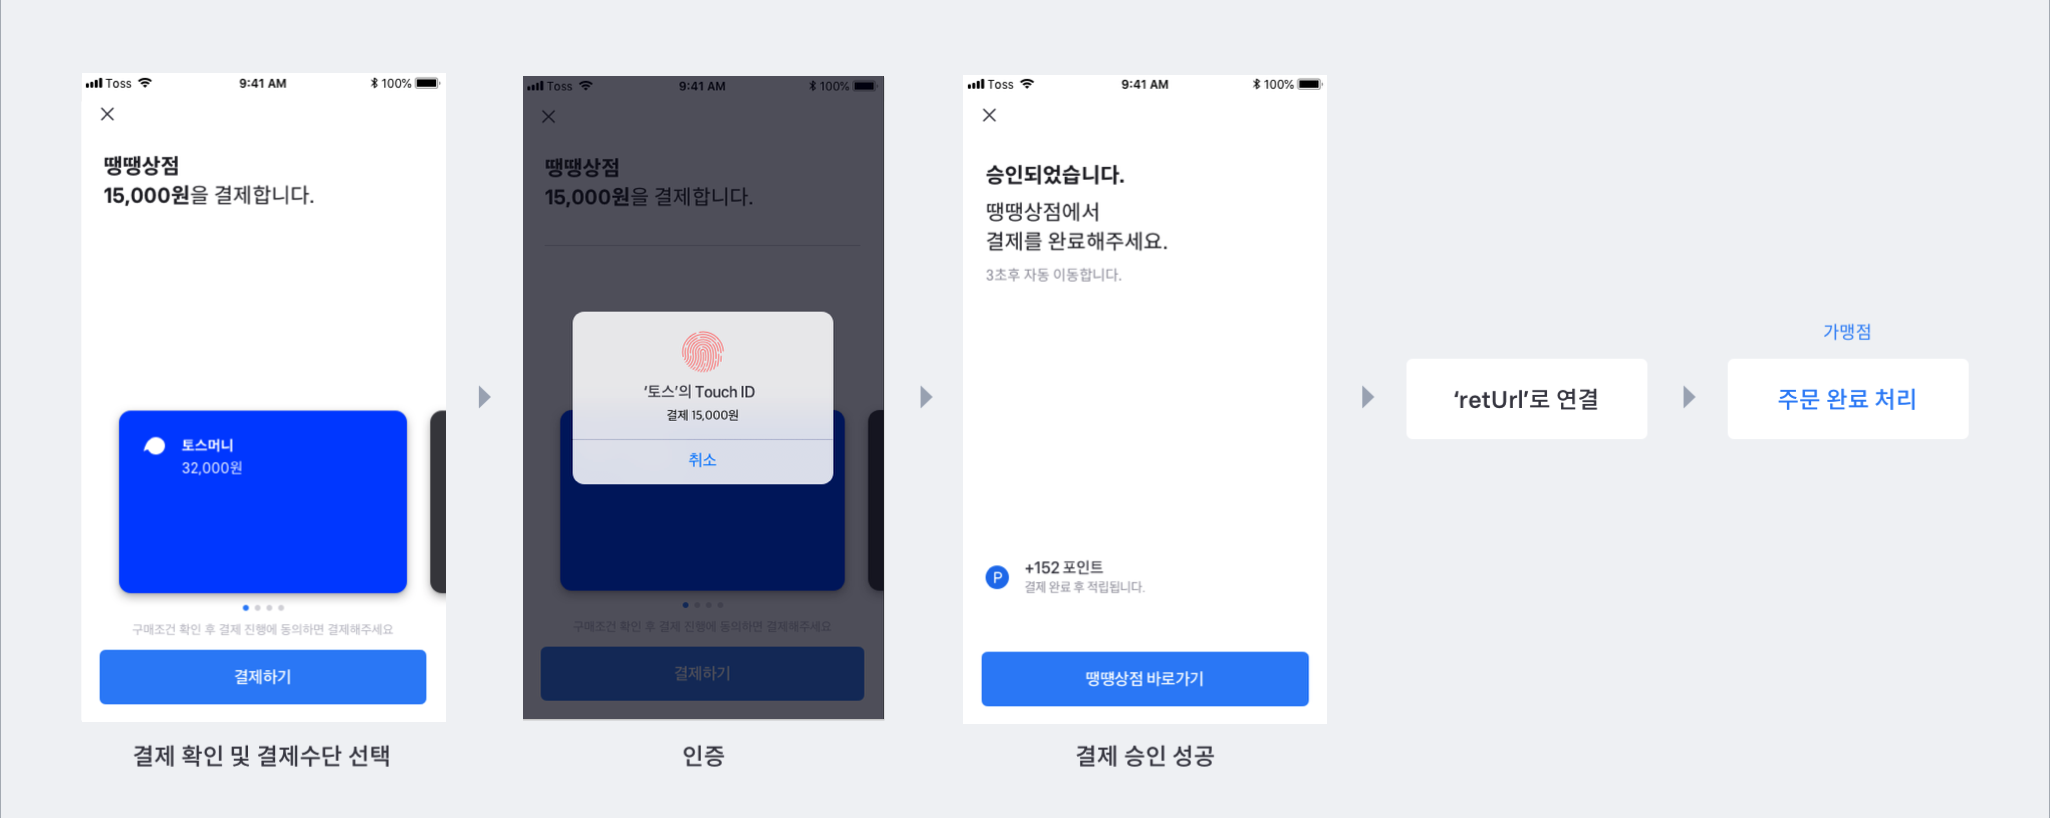 Toss 9:41 AM 100%
땡땡상점
15,000원을 결제합니다.
토스머니
32,000원
구매조건 확인 후 결제 진행에 동의하면 결제해주세요
결제하기
결제 확인 및 결제수단 선택
Toss 9:41 AM 100%
땡땡상점
15,000원을 결제합니다.
‘토스’의 Touch ID
결제 15,000원
취소
구매조건 확인 후 결제 진행에 동의하면 결제해주세요
결제하기
인증
Toss 9:41 AM 100%
승인되었습니다.
땡땡상점에서
결제를 완료해주세요.
3초후 자동 이동합니다.
P
+152 포인트
결제 완료 후 적립됩니다.
땡땡상점 바로가기
결제 승인 성공
‘retUrl’로 연결
가맹점
주문 완료 처리